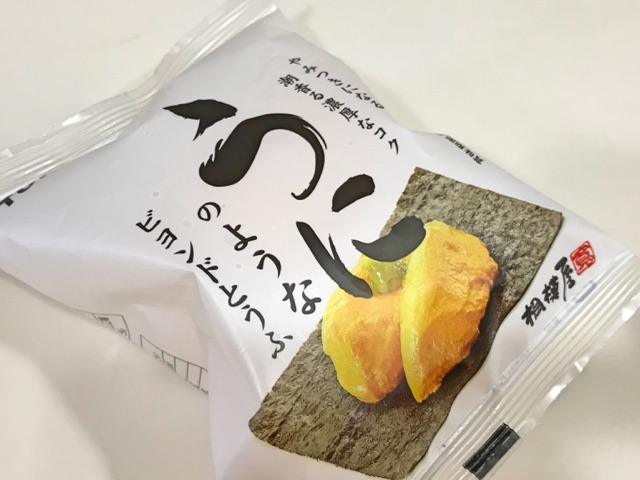 やみつきになる
潮香る濃厚なコク
うに
のような
ビヨンドとうふ
相模屋